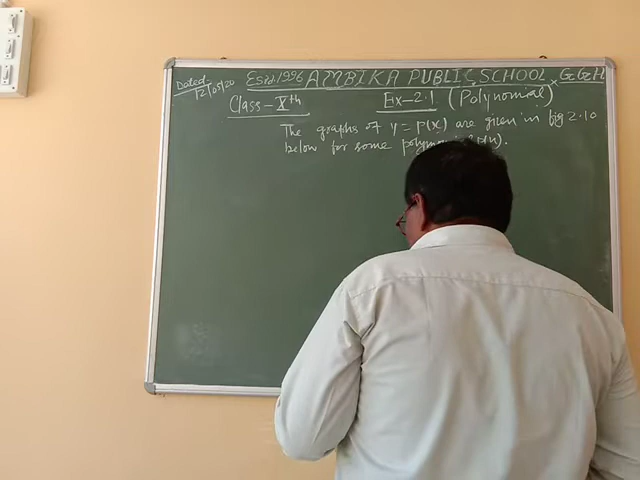 Dated 12/05/20
Estd. 1996 AMBIKA PUBLIC SCHOOL
Class - Xth Ex-2.1 (Polynomial)
The graphs of y = P(x) are given in fig 2.10
below for some